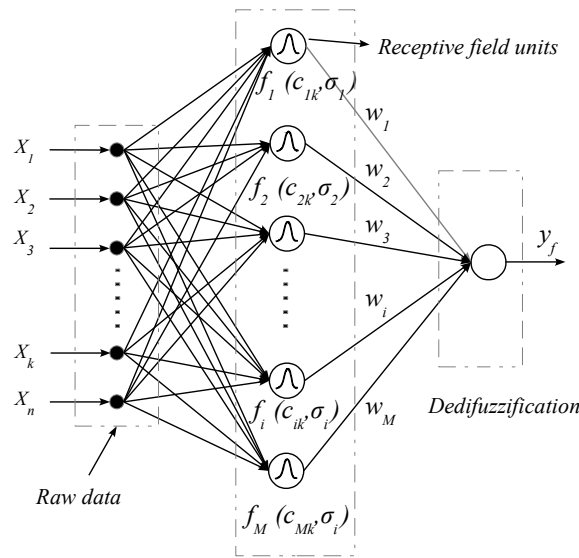 Receptive field units
f1 (c1k,σ1)
w1
X1
X2
X3
Xk
Xn
f2 (c2k,σ2)
w2
w3
yf
wi
fi (cik,σi)
wM
Dedifuzzification
Raw data
fM (cMk,σi)